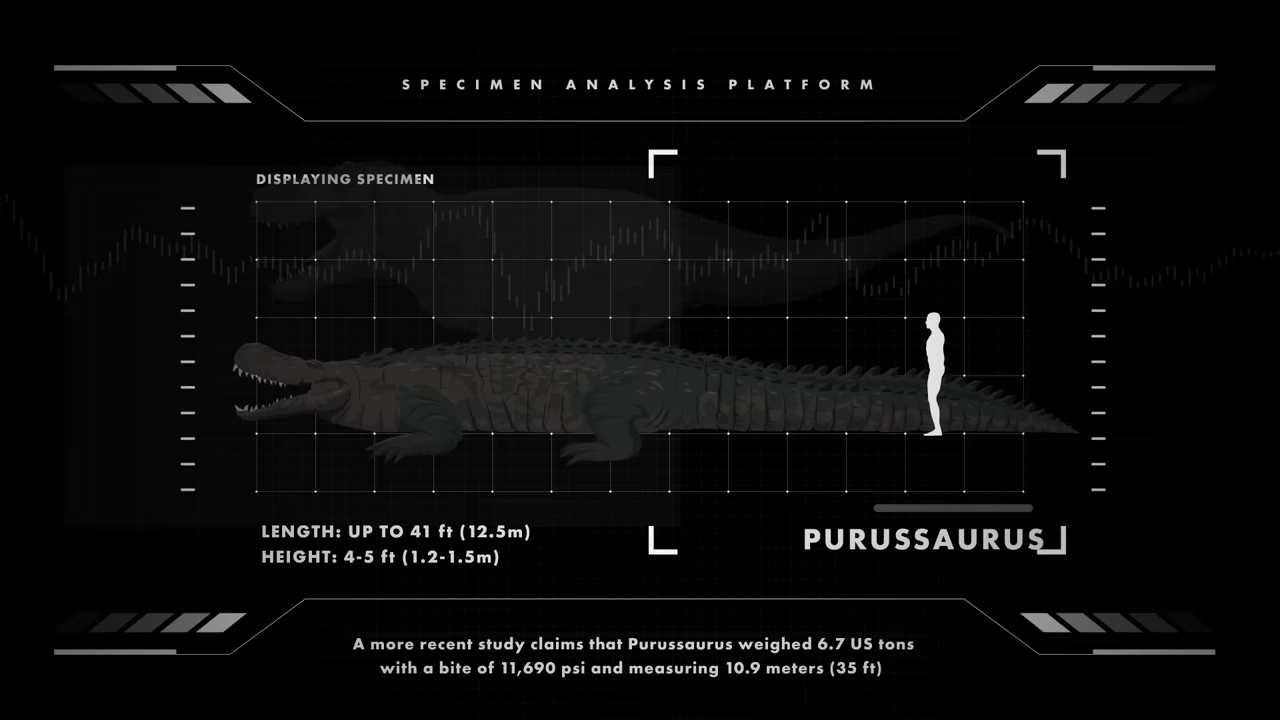 SPECIMEN ANALYSIS PLATFORM
DISPLAYING SPECIMEN
LENGTH: UP TO 41 ft (12.5m)
HEIGHT: 4-5 ft (1.2-1.5m)
PURUSSAURUS
A more recent study claims that Purussaurus weighed 6.7 US tons
with a bite of 11,690 psi and measuring 10.9 meters (35 ft)